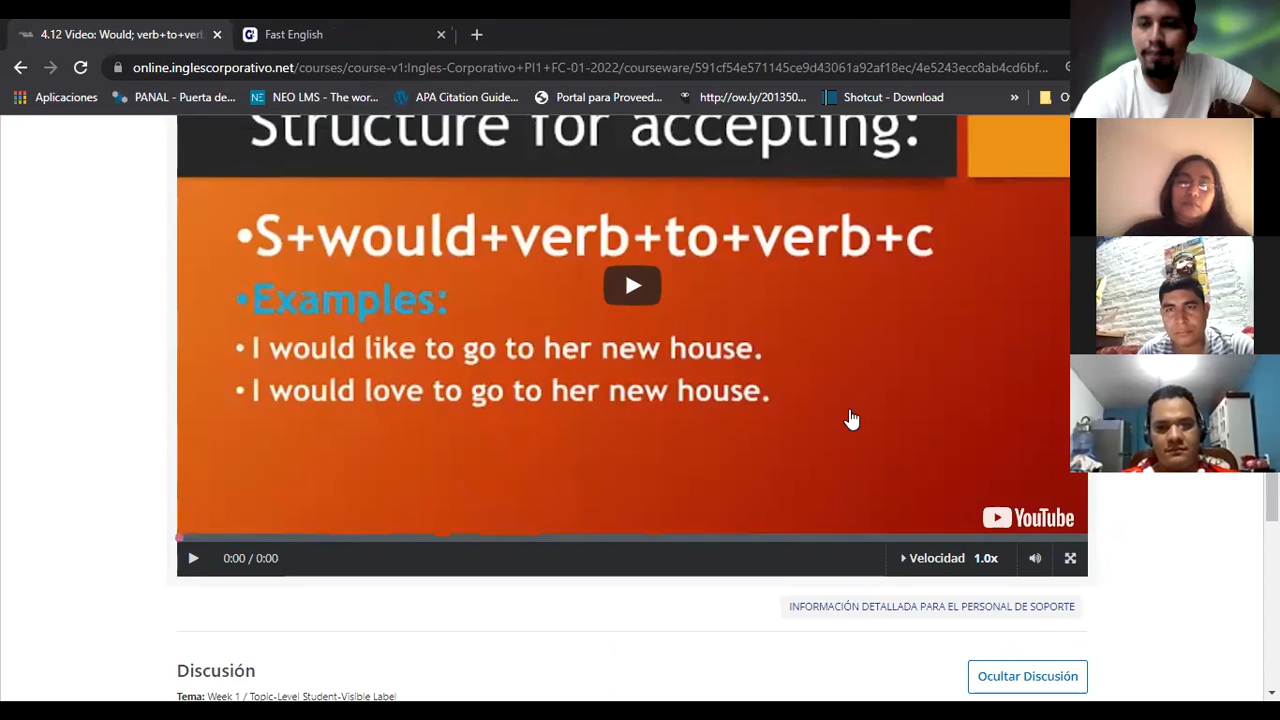 4.12 Video: Would; verb+to+verb
Fast English
online.inglescorporativo.net/courses/course-v1:Ingles-Corporativo+PI1+FC-01-2022/courseware/591cf54e571145ce9d43061a92af18ec/4e5243ecc8ab4cd6bf...
Aplicaciones
PANAL - Puerta de...
NEO LMS - The wor...
APA Citation Guide...
Portal para Proveed...
http://ow.ly/201350...
Shotcut - Download
»
Structure for accepting:
•S+would+verb+to+verb+c
•Examples:
• I would like to go to her new house.
• I would love to go to her new house.
YouTube
0:00 / 0:00
Velocidad 1.0x
INFORMACIÓN DETALLADA PARA EL PERSONAL DE SOPORTE
Discusión
Ocultar Discusión
Tema: Week 1 / Topic-Level Student-Visible Label